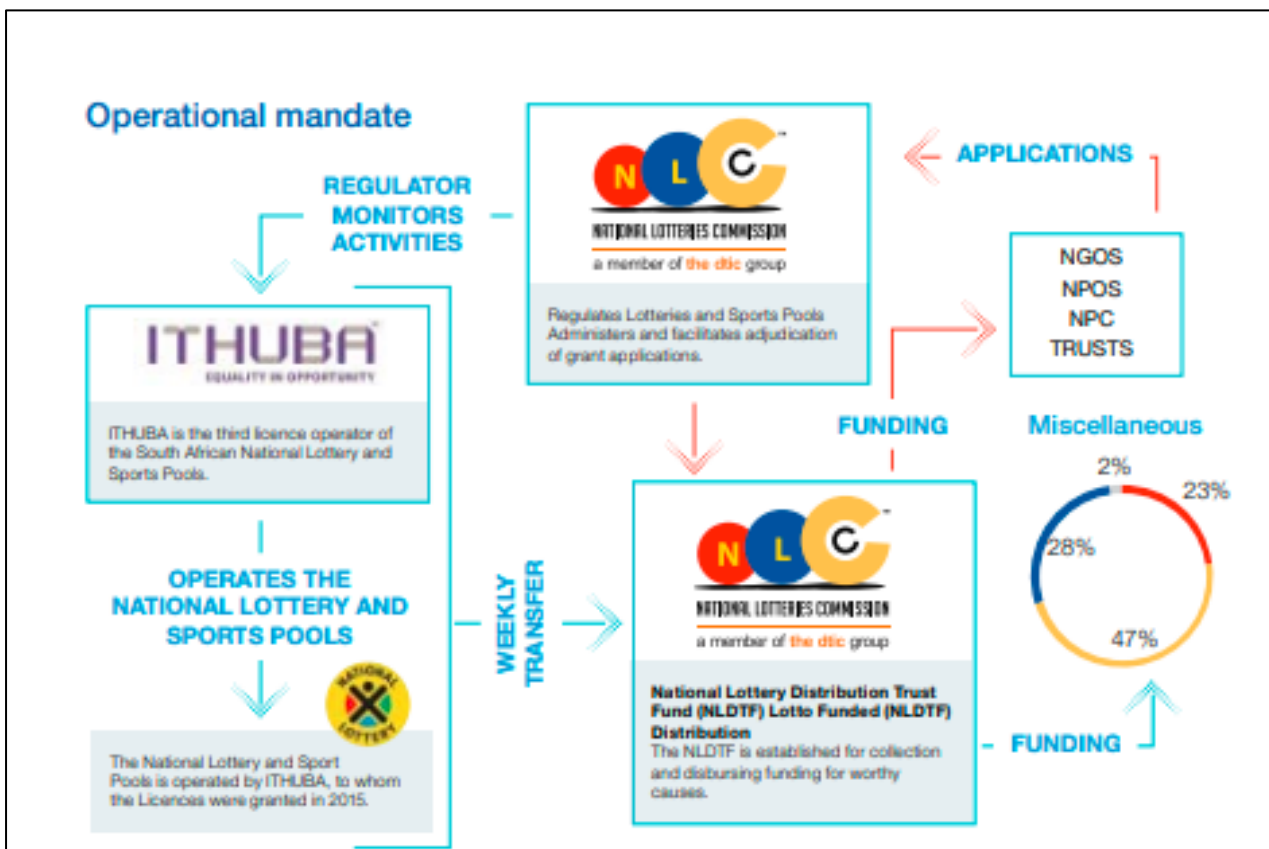 Operational mandate
REGULATOR
MONITORS
ACTIVITIES
N L C
™
NATIONAL LOTTERIES COMMISSION
a member of the dtic group
Regulates Lotteries and Sports Pools
Administers and facilitates adjudication
of grant applications.
APPLICATIONS
NGOS
NPOS
NPC
TRUSTS
ITHUBA
EQUALITY IN OPPORTUNITY
ITHUBA is the third licence operator of
the South African National Lottery and
Sports Pools.
OPERATES THE
NATIONAL LOTTERY AND
SPORTS POOLS
NATIONAL
LOTTERY
The National Lottery and Sport
Pools is operated by ITHUBA, to whom
the Licences were granted in 2015.
WEEKLY
TRANSFER
FUNDING
N L C
™
NATIONAL LOTTERIES COMMISSION
a member of the dtic group
National Lottery Distribution Trust
Fund (NLDTF) Lotto Funded (NLDTF)
Distribution
The NLDTF is established for collection
and disbursing funding for worthy
causes.
FUNDING
Miscellaneous
2%
23%
28%
47%